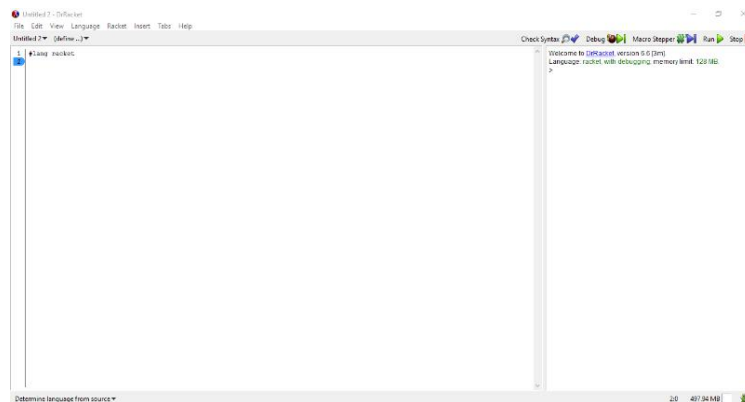 Untitled 2 - DrRacket
File Edit View Language Racket Insert Tabs Help
Untitled 2 (define ...) Check Syntax Debug Macro Stepper Run Stop
1 #lang racket
2
Welcome to DrRacket, version 6.6 [3m].
Language: racket, with debugging; memory limit: 128 MB.
>
Determine language from source 2:0 497.94 MB